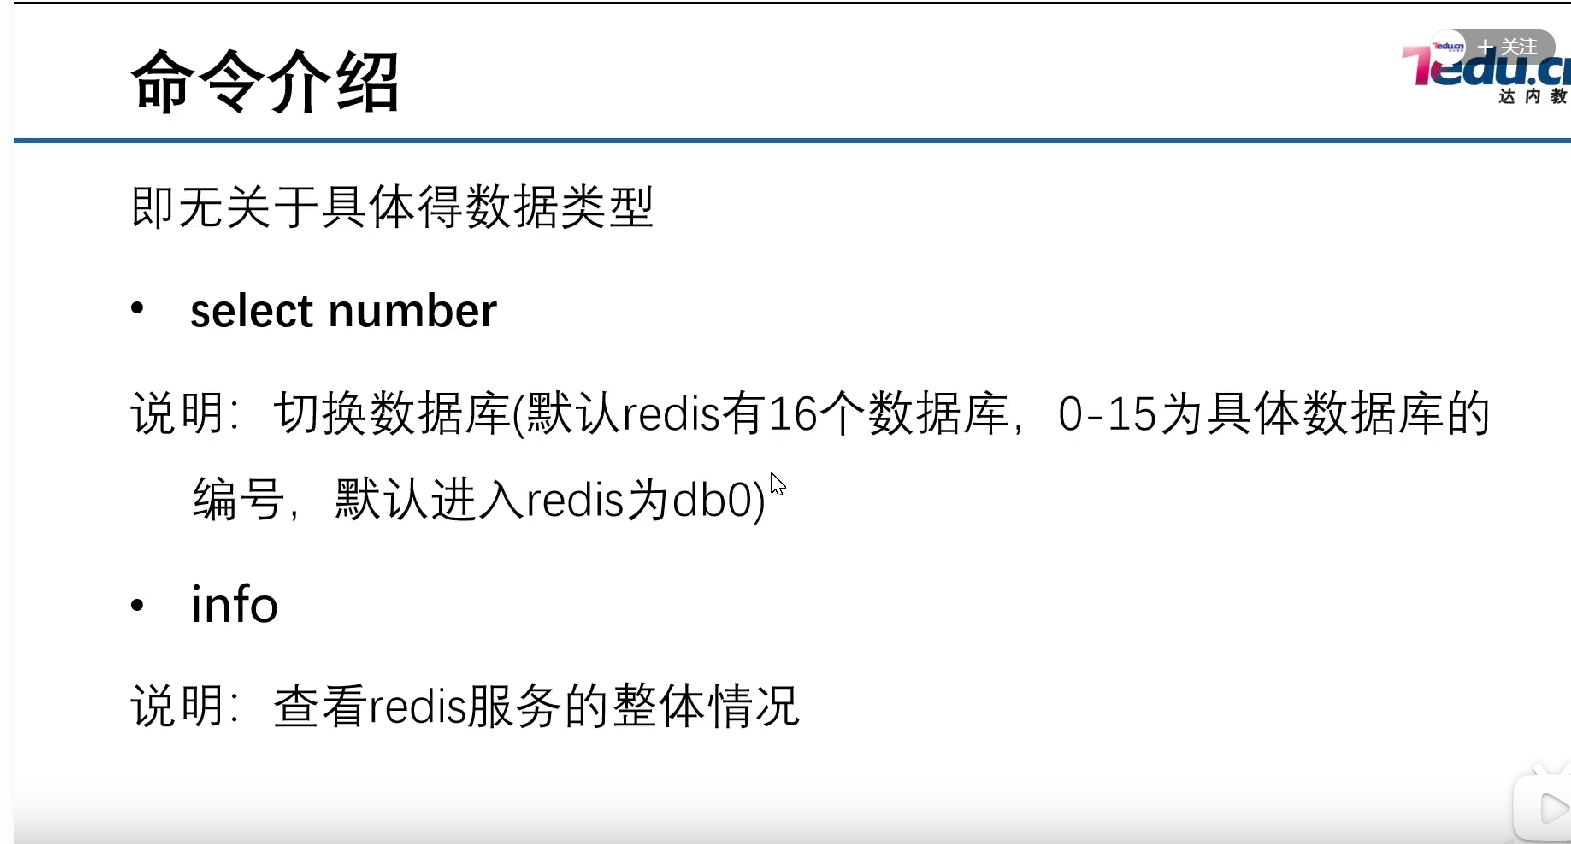 命令介绍
Tedu.cn
+ 关注
Tedu.cn
达内教
即无关于具体得数据类型
• select number
说明：切换数据库(默认redis有16个数据库，0-15为具体数据库的
编号，默认进入redis为db0)
• info
说明：查看redis服务的整体情况